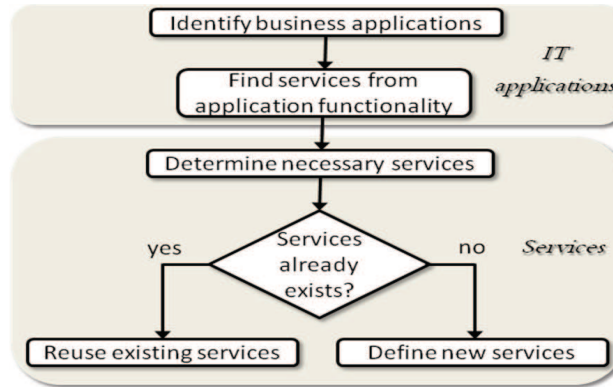 Identify business applications
IT
applications
Find services from
application functionality
Determine necessary services
Services
already
exists?
yes
no
Services
Reuse existing services
Define new services